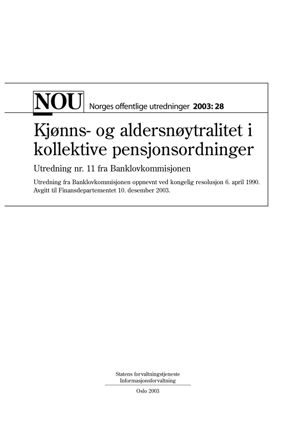 NOU Norges offentlige utredninger 2003: 28
Kjønns- og aldersnøytralitet i
kollektive pensjonsordninger
Utredning nr. 11 fra Banklovkommisjonen
Utredning fra Banklovkommisjonen oppnevnt ved kongelig resolusjon 6. april 1990.
Avgitt til Finansdepartementet 10. desember 2003.
Statens forvaltningstjeneste
Informasjonsforvaltning
Oslo 2003